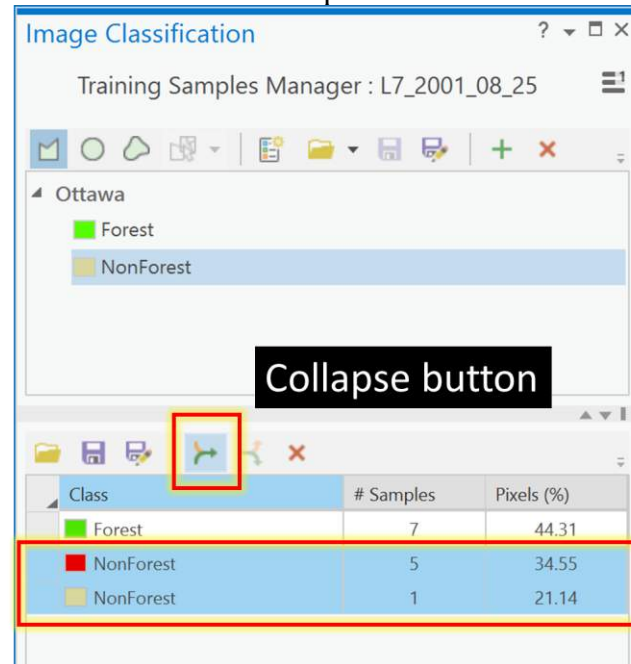 Image Classification ?
Training Samples Manager : L7_2001_08_25
Ottawa
Forest
NonForest
Collapse button
Class # Samples Pixels (%)
Forest 7 44.31
NonForest 5 34.55
NonForest 1 21.14